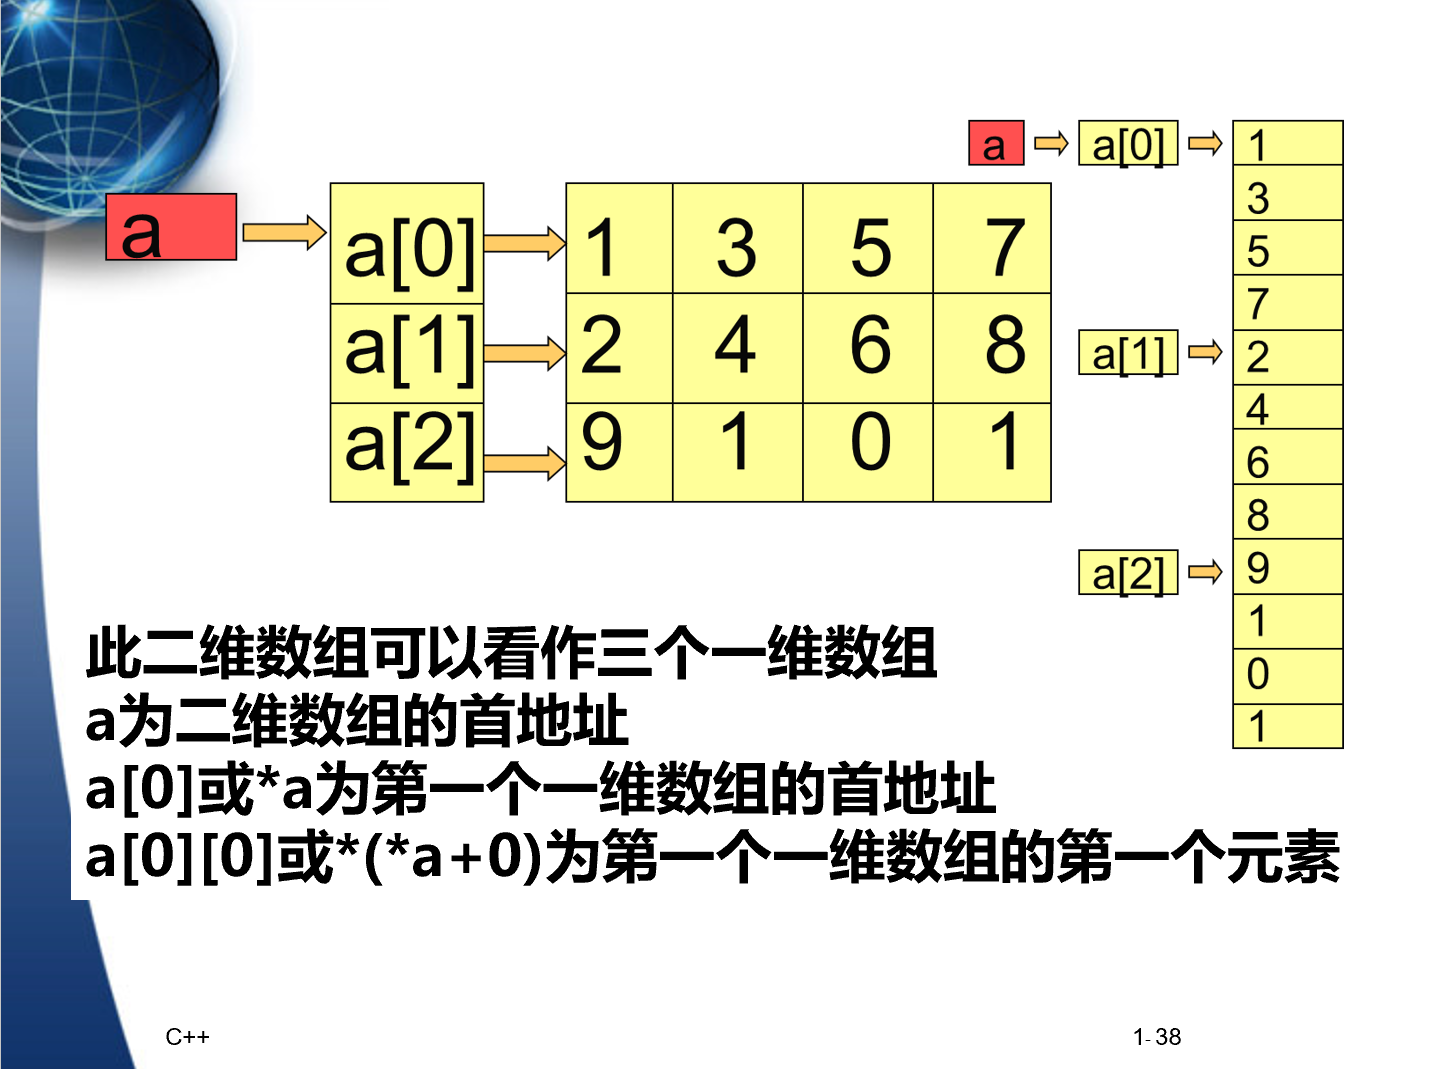 a
a[0]
1 3 5 7
a[1]
2 4 6 8
a[2]
9 1 0 1
a
a[0]
1
3
5
7
a[1]
2
4
6
8
a[2]
9
1
0
1
此二维数组可以看作三个一维数组
a为二维数组的首地址
a[0]或*a为第一个一维数组的首地址
a[0][0]或*(*a+0)为第一个一维数组的第一个元素
C++
1- 38